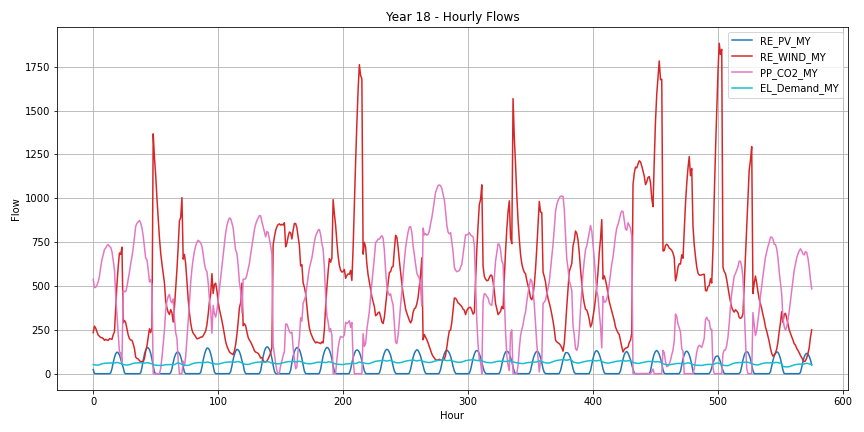 Year 18 - Hourly Flows
RE_PV_MY
RE_WIND_MY
PP_CO2_MY
EL_Demand_MY
Flow
1750
1500
1250
1000
750
500
250
0
0
100
200
300
400
500
600
Hour